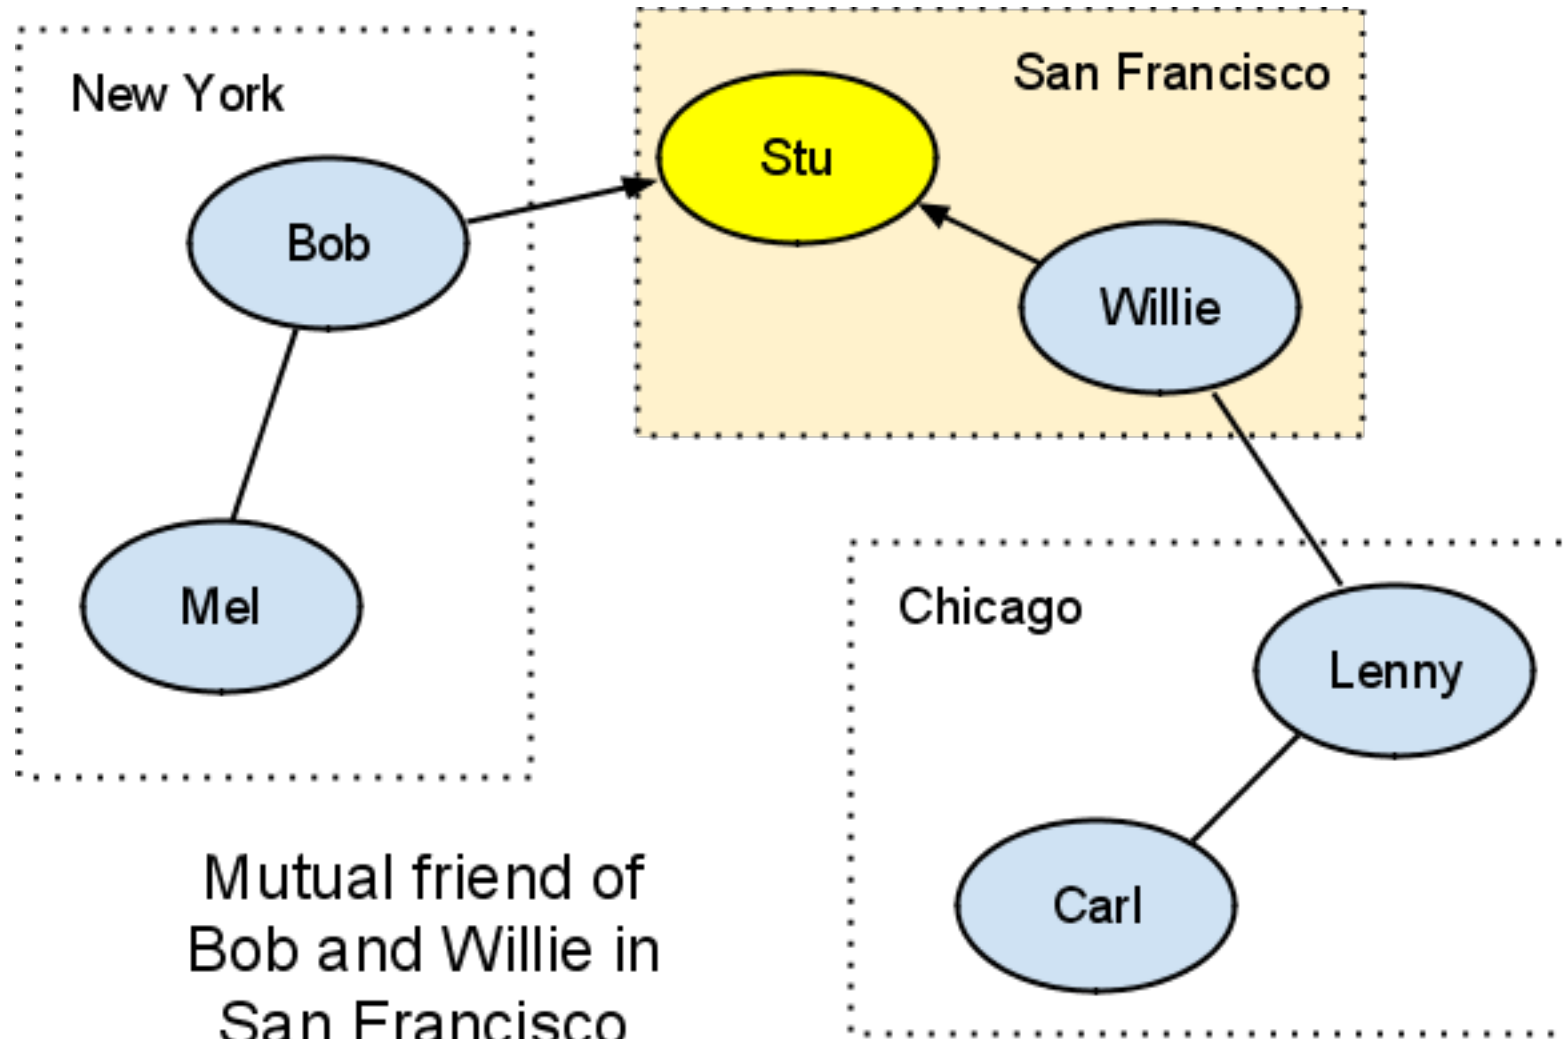 New York
San Francisco
Stu
Bob
Willie
Mel
Chicago
Lenny
Carl
Mutual friend of
Bob and Willie in
San Francisco